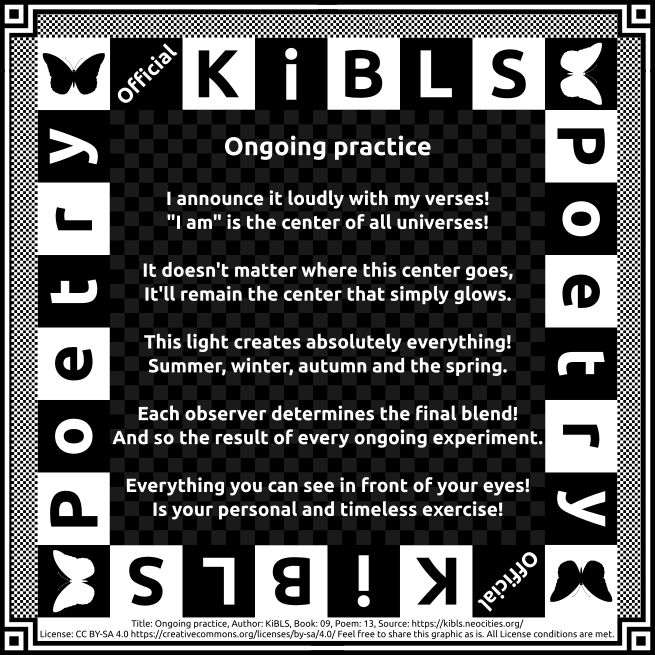 Official KiBLS
Poetry
Poetry
Ongoing practice
I announce it loudly with my verses!
"I am" is the center of all universes!
It doesn't matter where this center goes,
It'll remain the center that simply glows.
This light creates absolutely everything!
Summer, winter, autumn and the spring.
Each observer determines the final blend!
And so the result of every ongoing experiment.
Everything you can see in front of your eyes!
Is your personal and timeless exercise!
Official KiBLS
Title: Ongoing practice, Author: KiBLS, Book: 09, Poem: 13, Source: https://kibls.neocities.org/
License: CC BY-SA 4.0 https://creativecommons.org/licenses/by-sa/4.0/ Feel free to share this graphic as is. All License conditions are met.